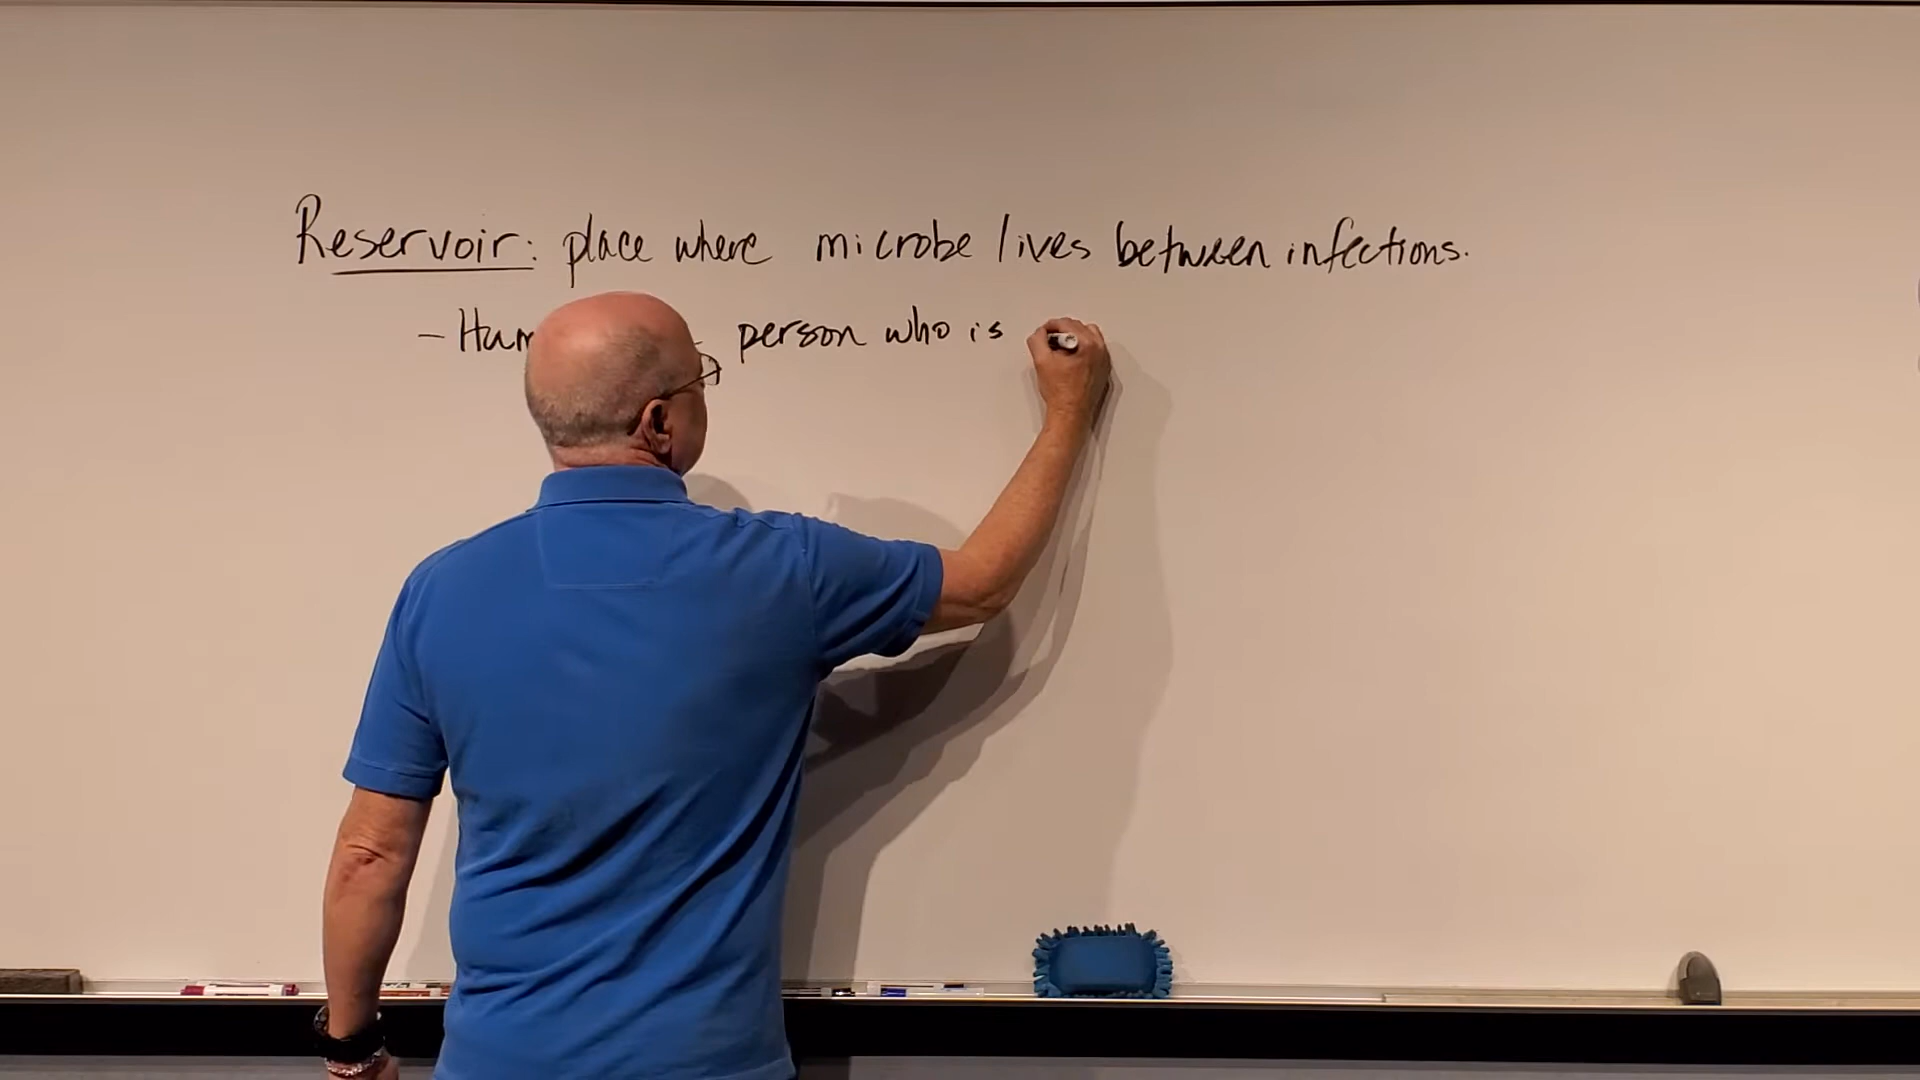 Reservoir: place where microbe lives between infections.
- Hum person who is